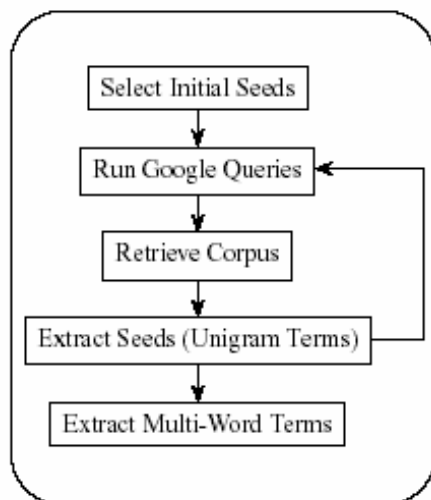 Select Initial Seeds
Run Google Queries
Retrieve Corpus
Extract Seeds (Unigram Terms)
Extract Multi-Word Terms